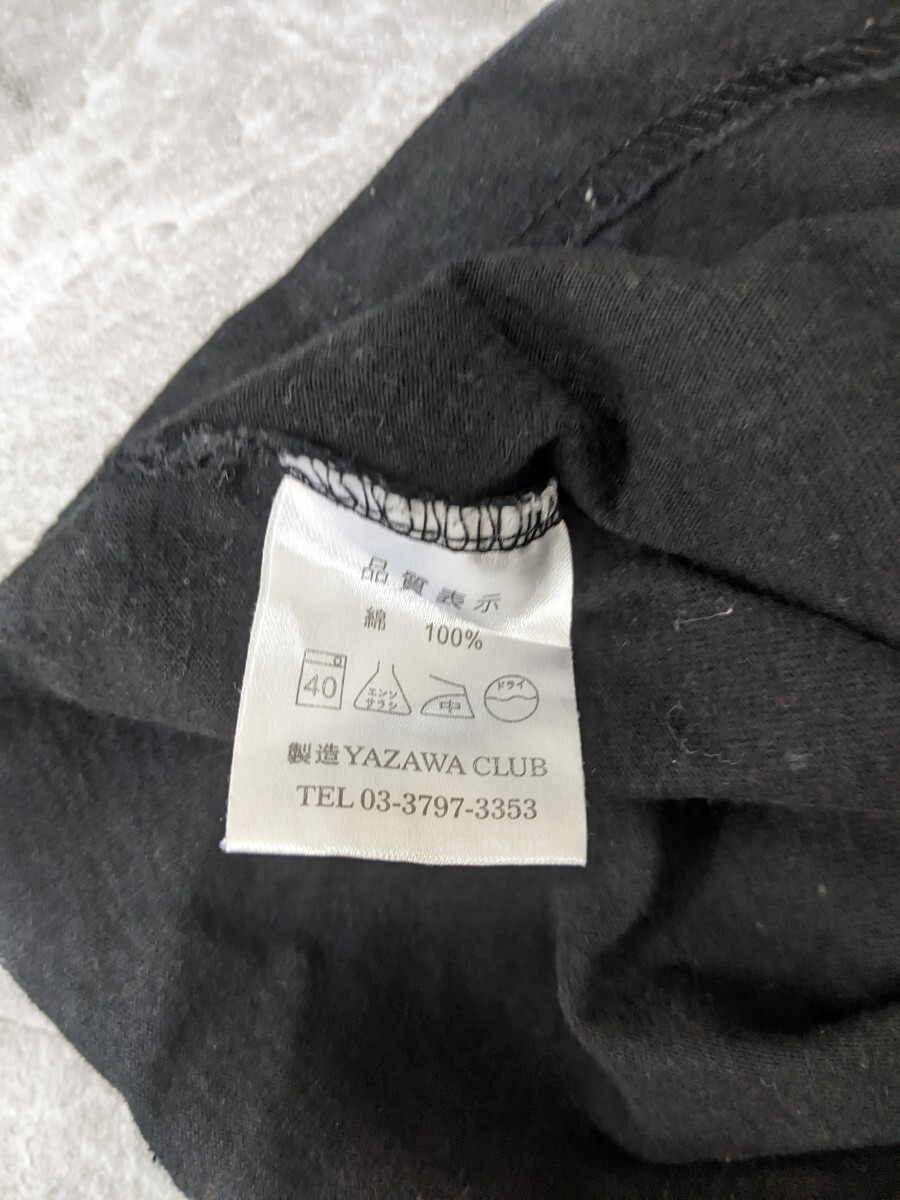 品質表示
綿 100%
40 エンソサラシ 中 ドライ
製造YAZAWA CLUB
TEL 03-3797-3353